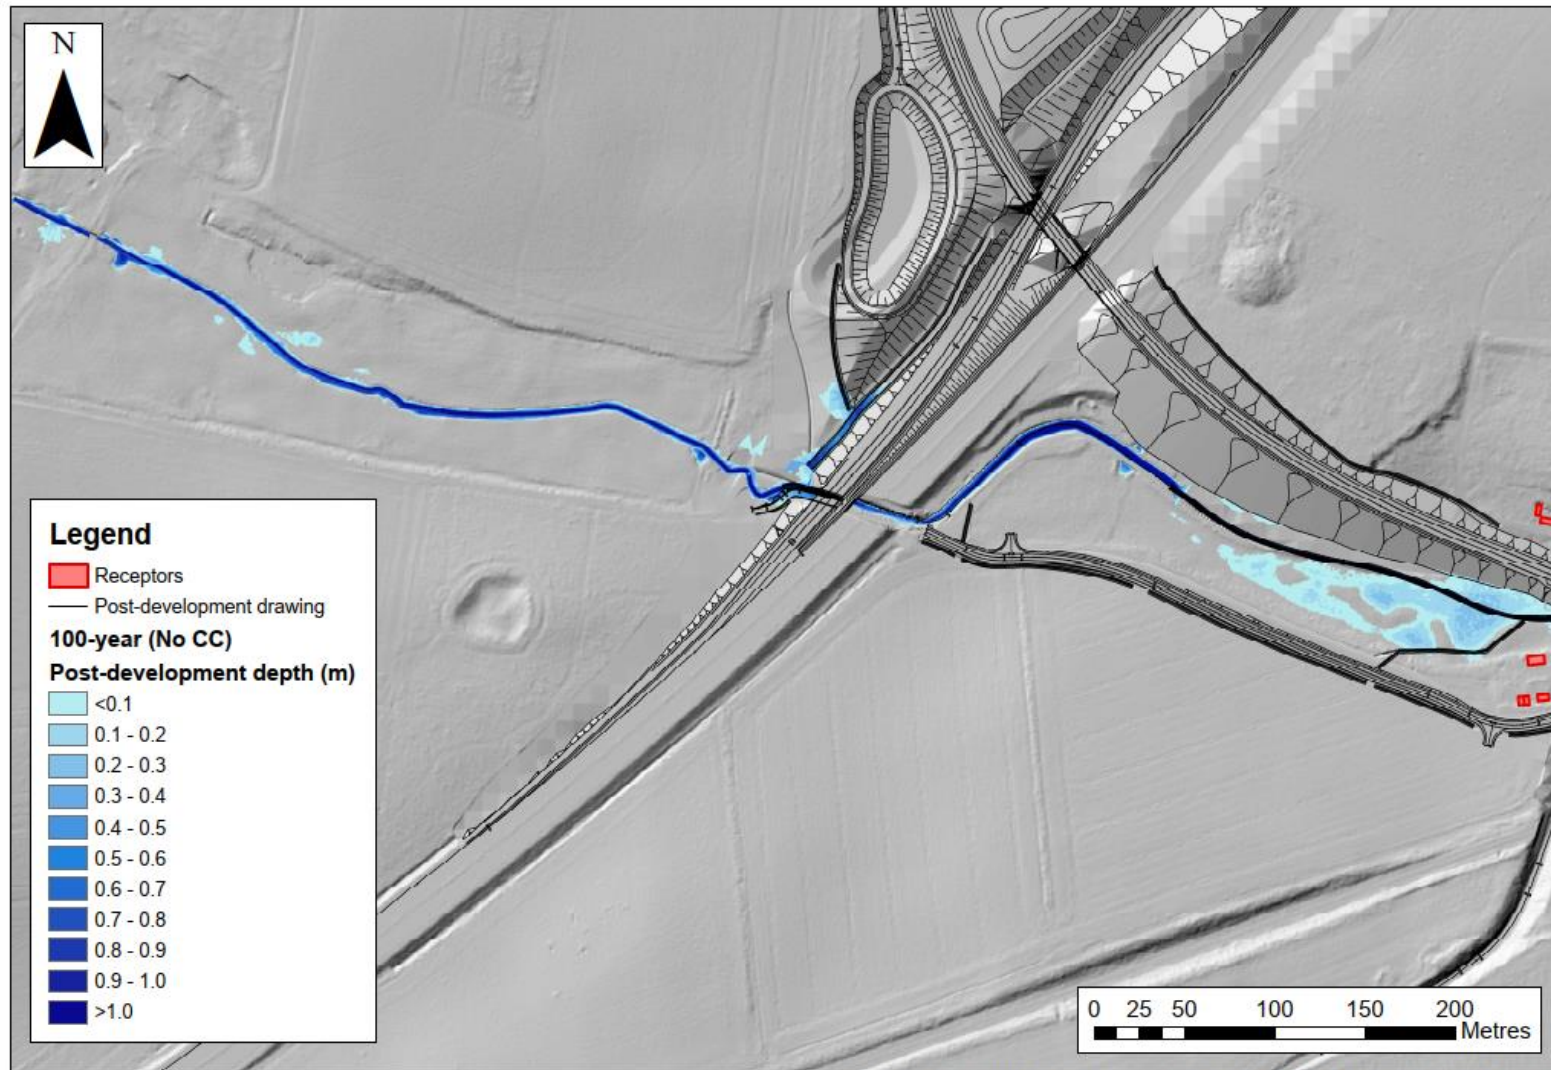 N
Legend
Receptors
Post-development drawing
100-year (No CC)
Post-development depth (m)
<0.1
0.1 - 0.2
0.2 - 0.3
0.3 - 0.4
0.4 - 0.5
0.5 - 0.6
0.6 - 0.7
0.7 - 0.8
0.8 - 0.9
0.9 - 1.0
>1.0
0 25 50 100 150 200
Metres